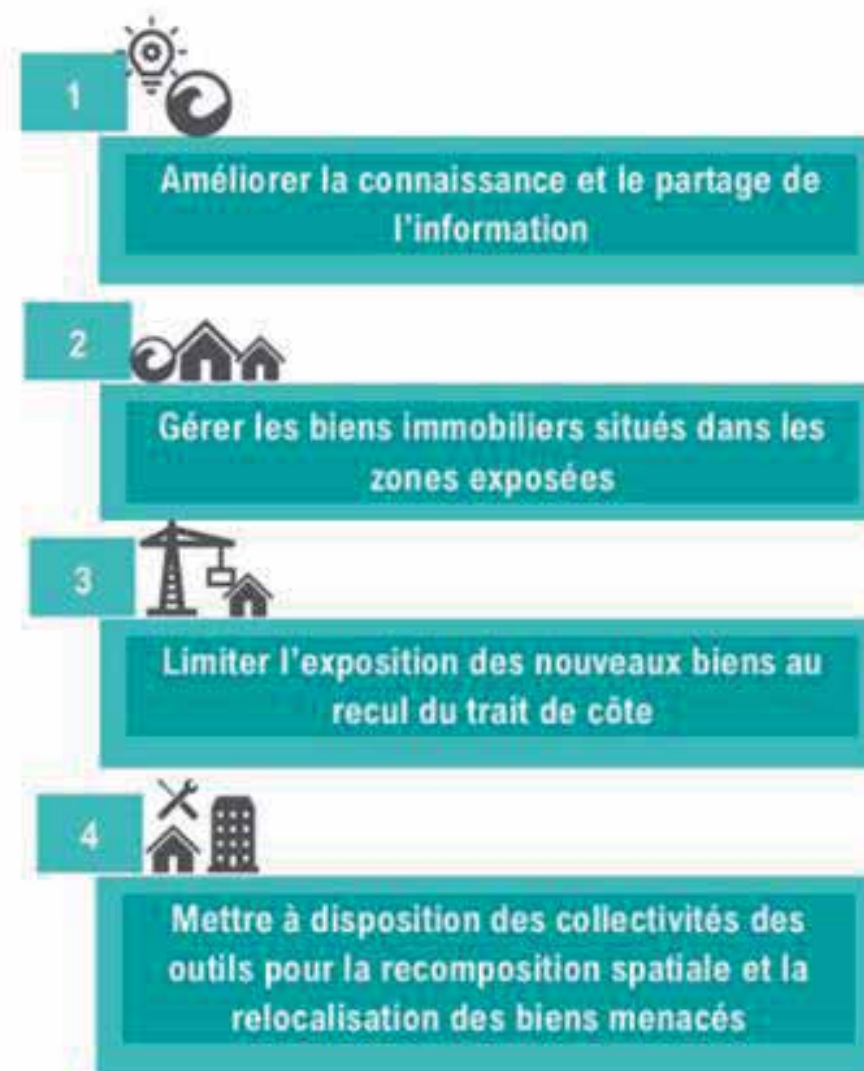 1
Améliorer la connaissance et le partage de
l'information
2
Gérer les biens immobiliers situés dans les
zones exposées
3
Limiter l'exposition des nouveaux biens au
recul du trait de côte
4
Mettre à disposition des collectivités des
outils pour la recomposition spatiale et la
relocalisation des biens menacés